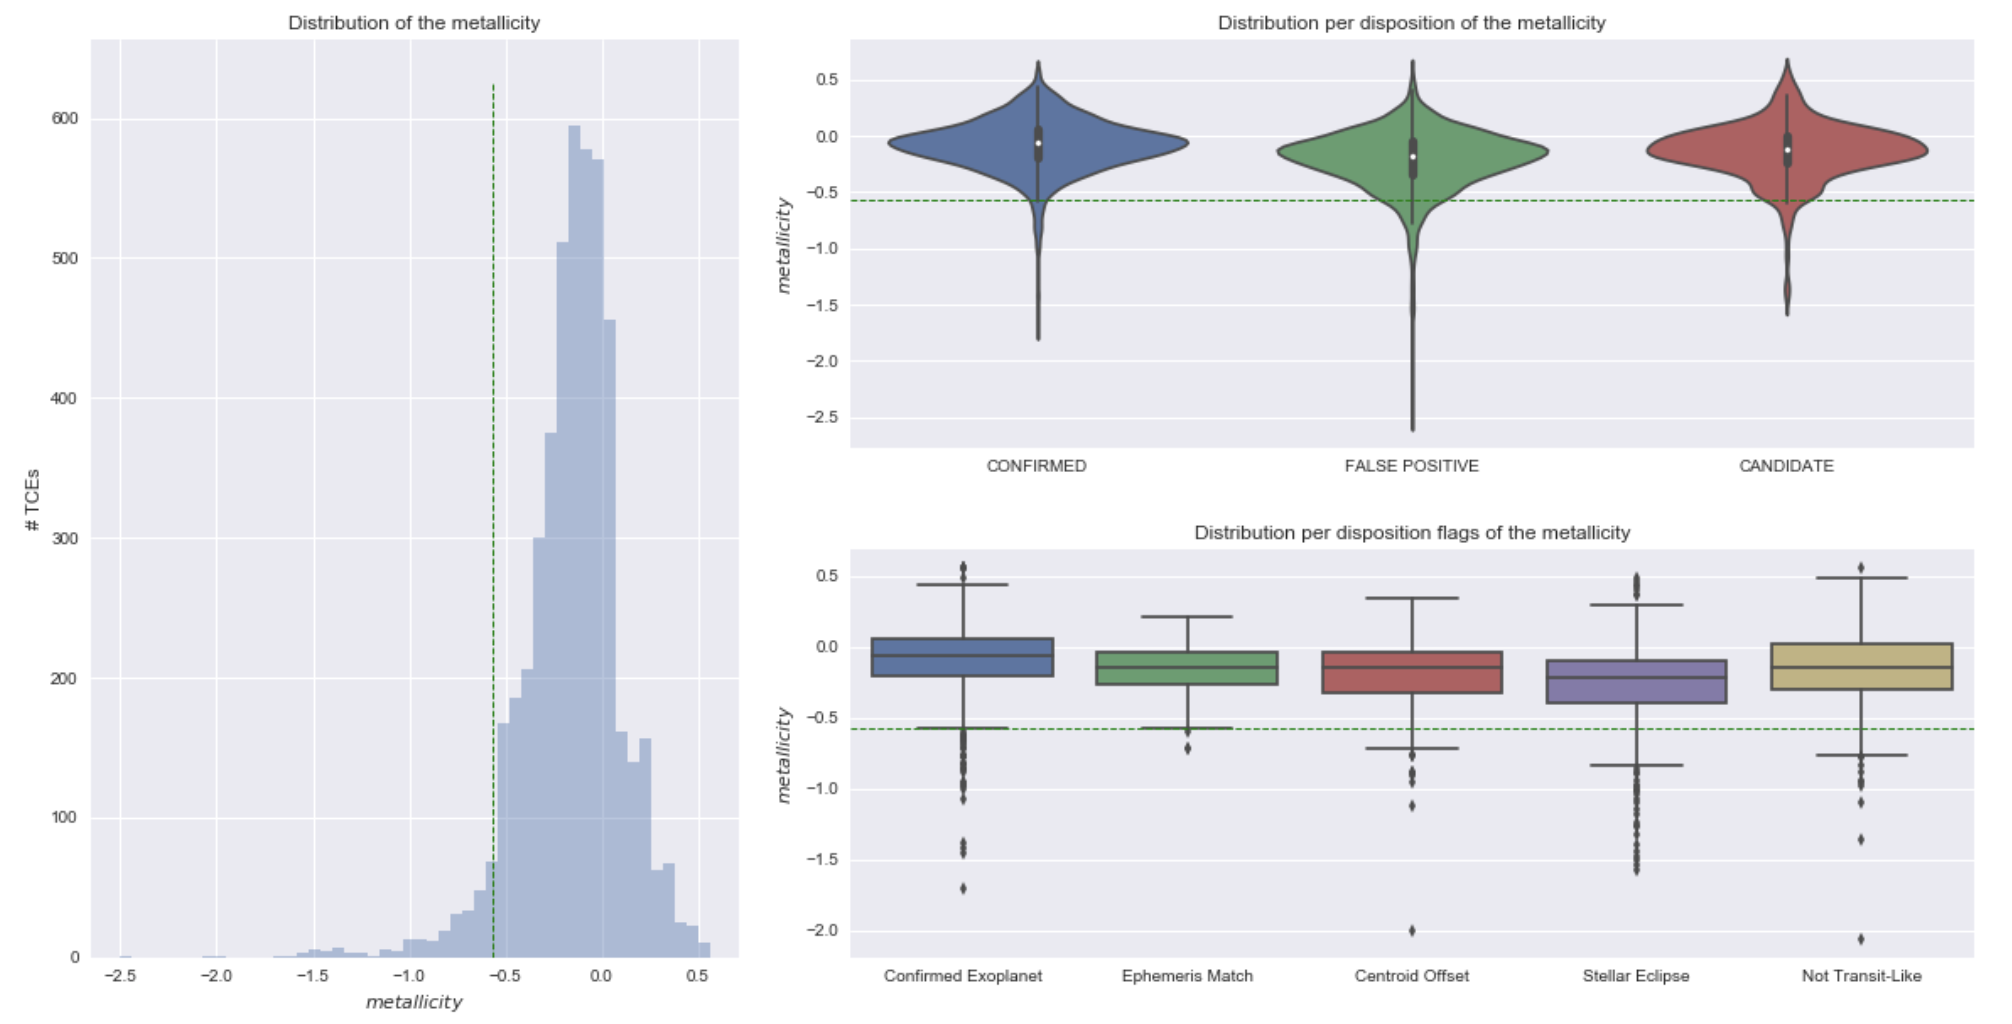 Distribution of the metallicity
600
500
400
300
200
100
0
# TCEs
−2.5 −2.0 −1.5 −1.0 −0.5 0.0 0.5
metallicity
Distribution per disposition of the metallicity
0.5
0.0
−0.5
−1.0
−1.5
−2.0
−2.5
metallicity
CONFIRMED FALSE POSITIVE CANDIDATE
Distribution per disposition flags of the metallicity
0.5
0.0
−0.5
−1.0
−1.5
−2.0
metallicity
Confirmed Exoplanet Ephemeris Match Centroid Offset Stellar Eclipse Not Transit-Like